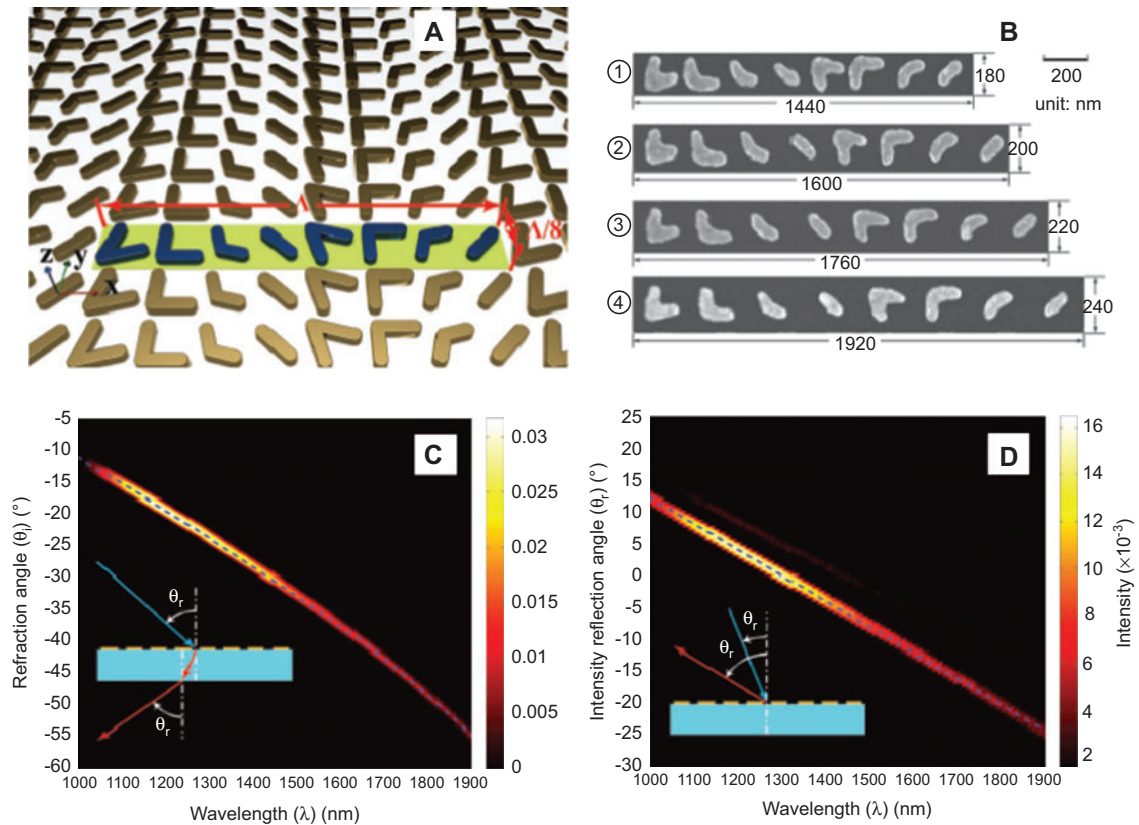 A
Λ
Λ/8
z
y
x
B
200
unit: nm
① 180
1440
② 200
1600
③ 220
1760
④ 240
1920
C
Refraction angle (θi) (°)
-5
-10
-15
-20
-25
-30
-35
-40
-45
-50
-55
-60
1000 1100 1200 1300 1400 1500 1600 1700 1800 1900
Wavelength (λ) (nm)
θr
θr
0.03
0.025
0.02
0.015
0.01
0.005
0
D
Intensity reflection angle (θr) (°)
25
20
15
10
5
0
-5
-10
-15
-20
-25
-30
1000 1100 1200 1300 1400 1500 1600 1700 1800 1900
Wavelength (λ) (nm)
θr
θr
16
14
12
10
8
6
4
2
Intensity (×10-3)